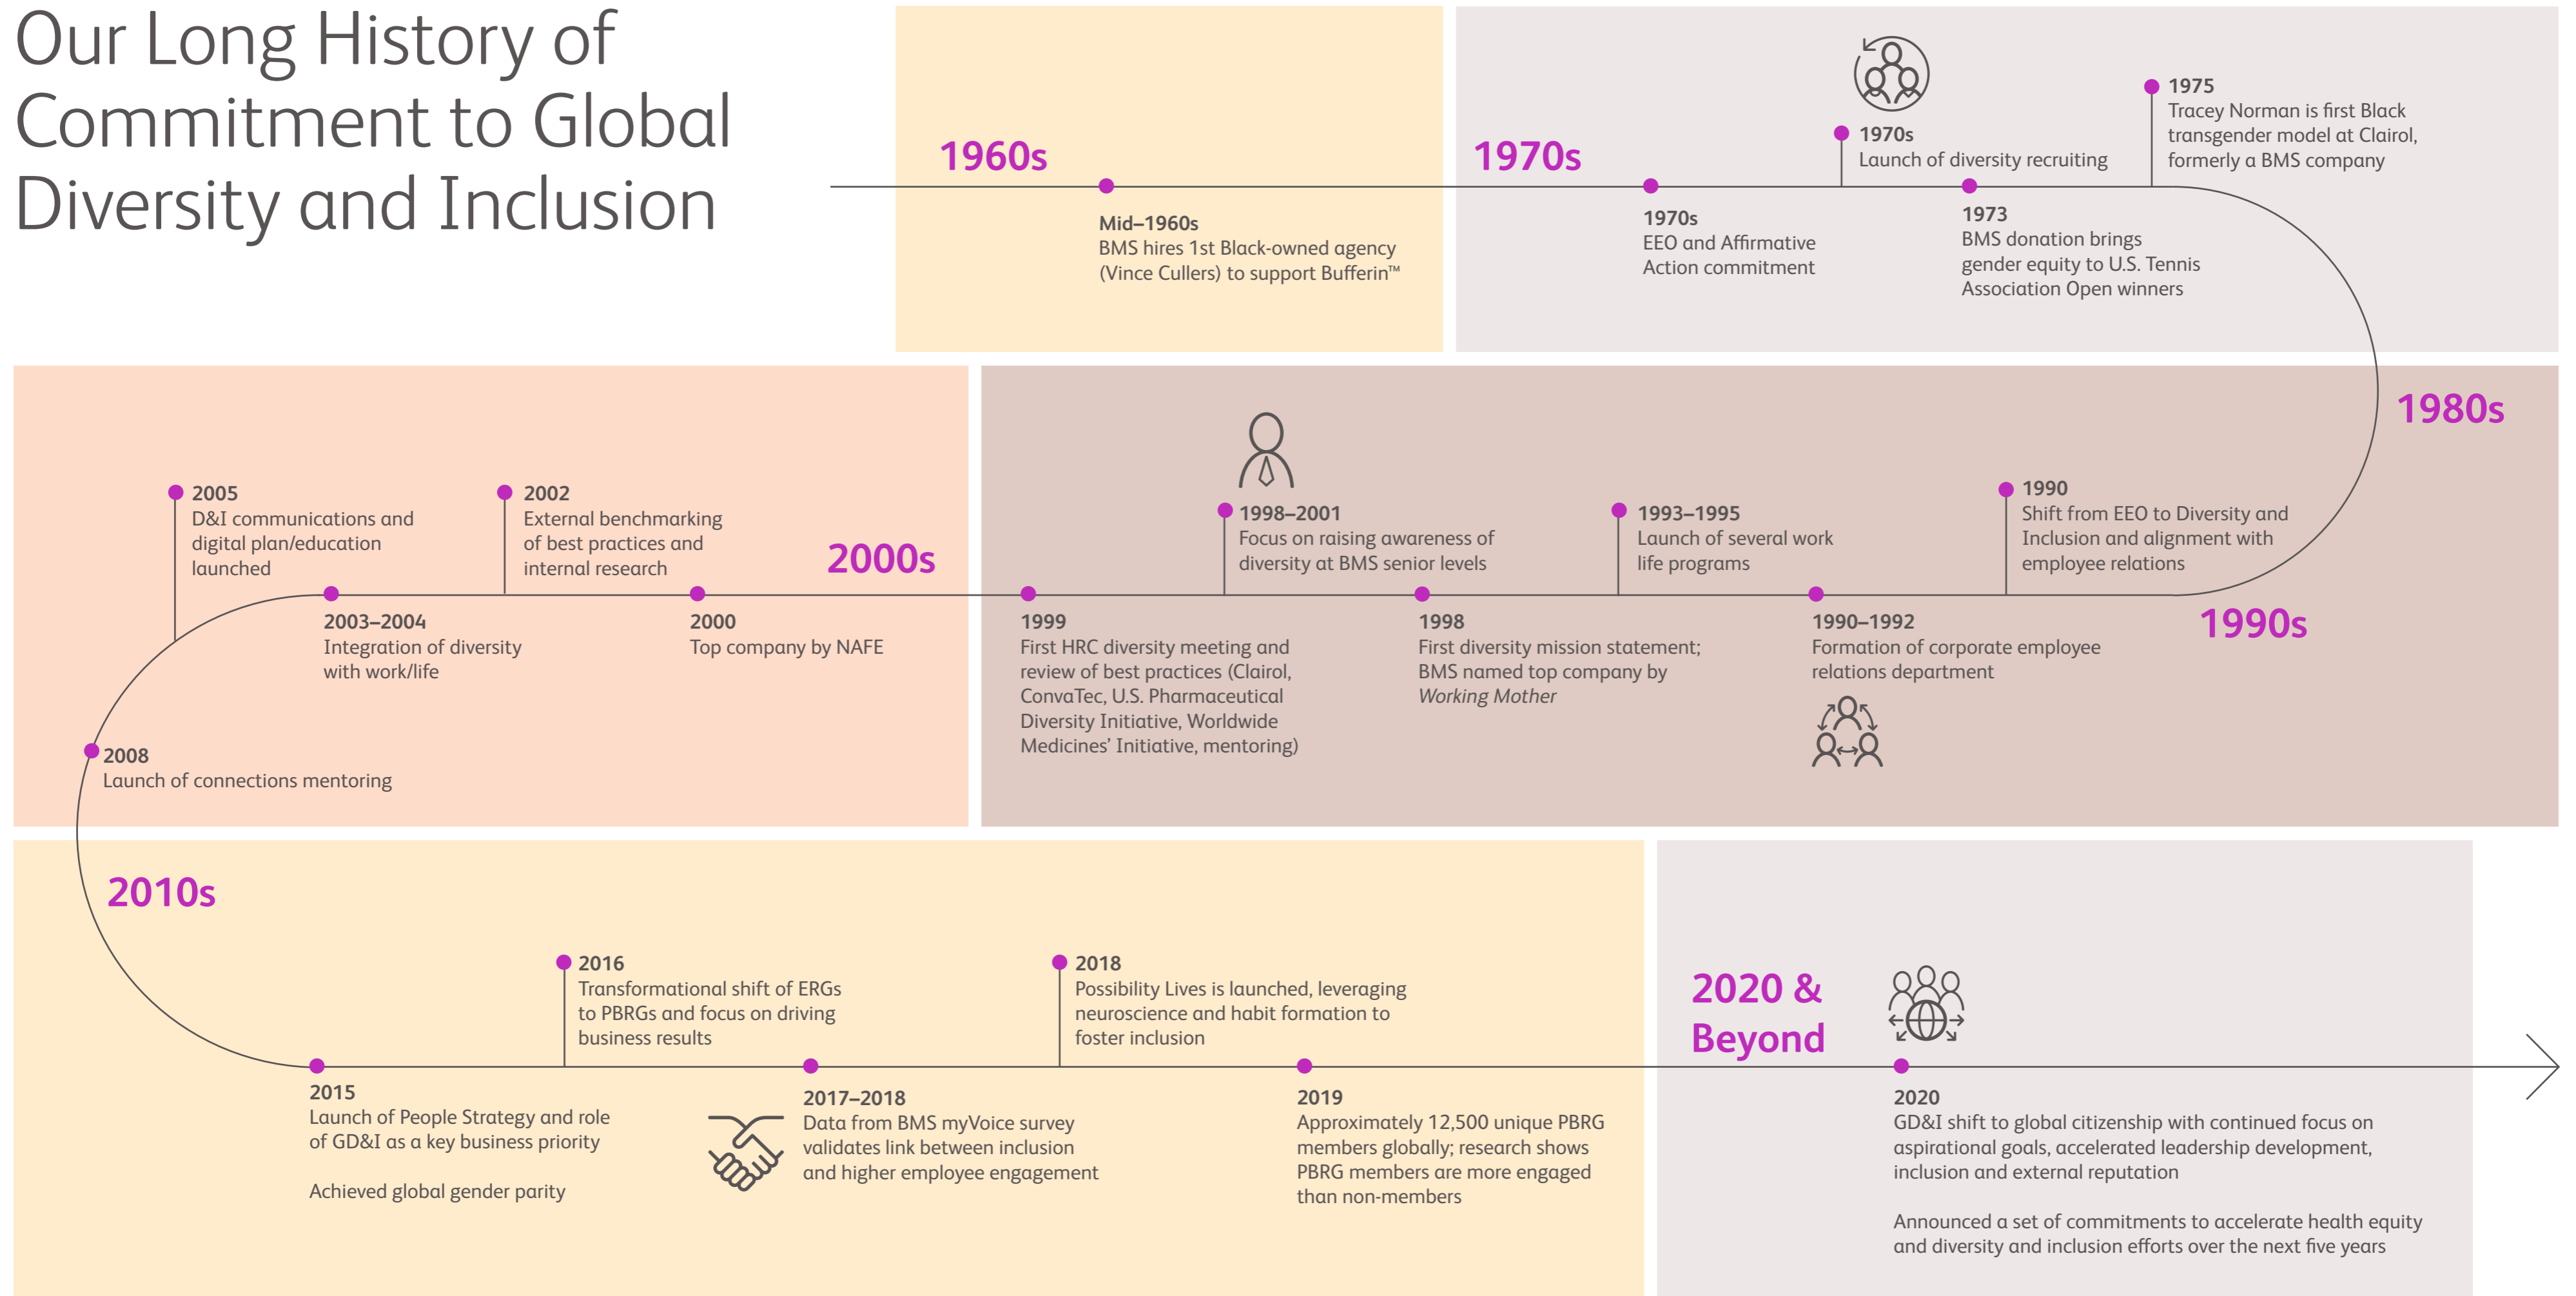 Our Long History of
Commitment to Global
Diversity and Inclusion
1960s
Mid–1960s
BMS hires 1st Black-owned agency
(Vince Cullers) to support Bufferin™
1970s
1970s
EEO and Affirmative
Action commitment
1970s
Launch of diversity recruiting
1973
BMS donation brings
gender equity to U.S. Tennis
Association Open winners
1975
Tracey Norman is first Black
transgender model at Clairol,
formerly a BMS company
1980s
1990s
1990
Shift from EEO to Diversity and
Inclusion and alignment with
employee relations
1990–1992
Formation of corporate employee
relations department
1993–1995
Launch of several work
life programs
1998
First diversity mission statement;
BMS named top company by
Working Mother
1998–2001
Focus on raising awareness of
diversity at BMS senior levels
1999
First HRC diversity meeting and
review of best practices (Clairol,
ConvaTec, U.S. Pharmaceutical
Diversity Initiative, Worldwide
Medicines’ Initiative, mentoring)
2000s
2000
Top company by NAFE
2002
External benchmarking
of best practices and
internal research
2003–2004
Integration of diversity
with work/life
2005
D&I communications and
digital plan/education
launched
2008
Launch of connections mentoring
2010s
2015
Launch of People Strategy and role
of GD&I as a key business priority
Achieved global gender parity
2016
Transformational shift of ERGs
to PBRGs and focus on driving
business results
2017–2018
Data from BMS myVoice survey
validates link between inclusion
and higher employee engagement
2018
Possibility Lives is launched, leveraging
neuroscience and habit formation to
foster inclusion
2019
Approximately 12,500 unique PBRG
members globally; research shows
PBRG members are more engaged
than non-members
2020 &
Beyond
2020
GD&I shift to global citizenship with continued focus on
aspirational goals, accelerated leadership development,
inclusion and external reputation
Announced a set of commitments to accelerate health equity
and diversity and inclusion efforts over the next five years